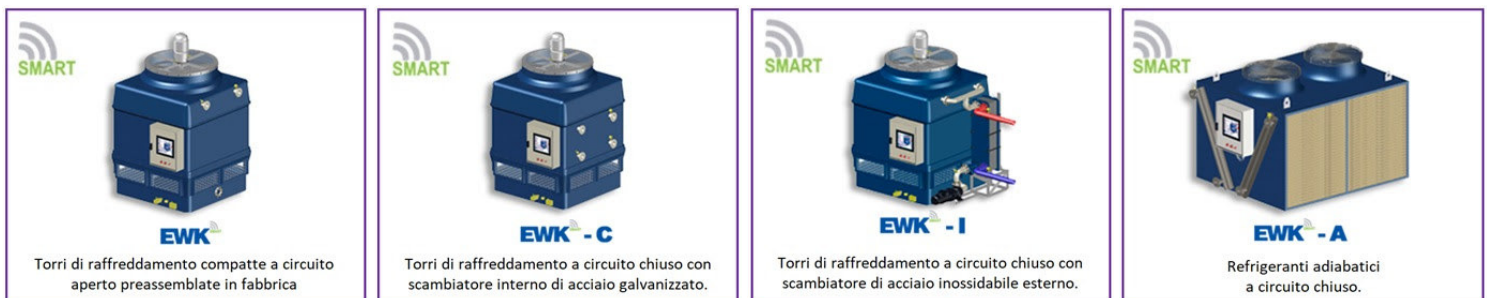 SMART
EWK
Torri di raffreddamento compatte a circuito
aperto preassemblate in fabbrica
SMART
EWK - C
Torri di raffreddamento a circuito chiuso con
scambiatore interno di acciaio galvanizzato.
SMART
EWK - I
Torri di raffreddamento a circuito chiuso con
scambiatore di acciaio inossidabile esterno.
SMART
EWK - A
Refrigeranti adiabatici
a circuito chiuso.